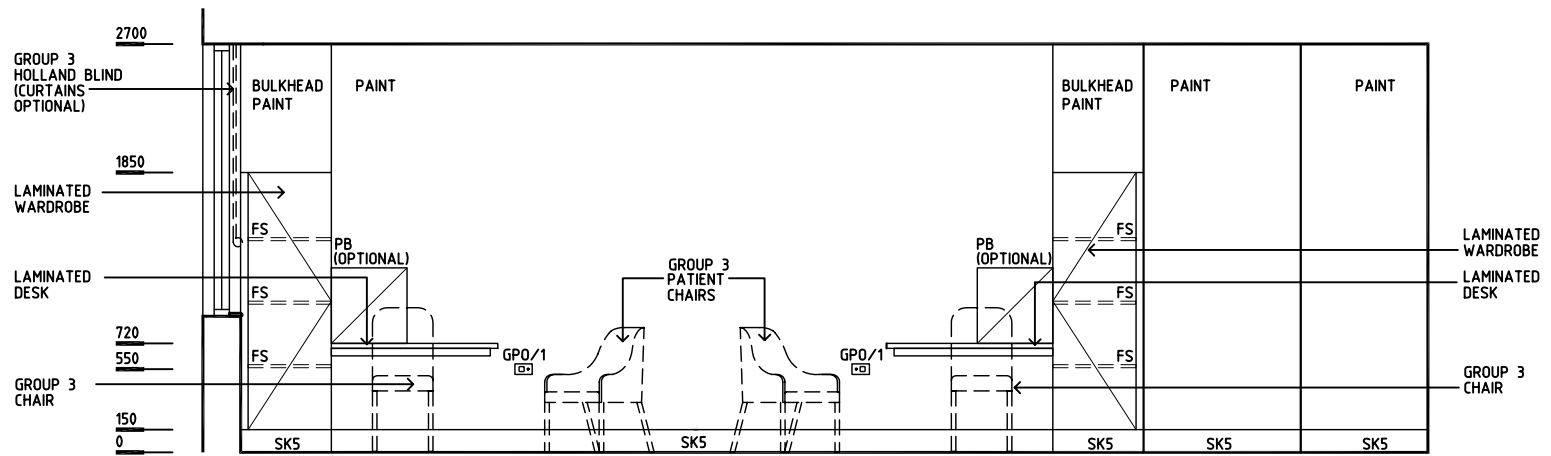 2700
GROUP 3
HOLLAND BLIND
(CURTAINS
OPTIONAL)
BULKHEAD
PAINT
PAINT
BULKHEAD
PAINT
PAINT
PAINT
1850
LAMINATED
WARDROBE
FS
FS
PB
(OPTIONAL)
PB
(OPTIONAL)
LAMINATED
WARDROBE
GROUP 3
PATIENT
CHAIRS
LAMINATED
DESK
LAMINATED
DESK
FS
FS
720
550
FS
GPO/1
GPO/1
FS
GROUP 3
CHAIR
GROUP 3
CHAIR
150
0
SK5
SK5
SK5
SK5
SK5